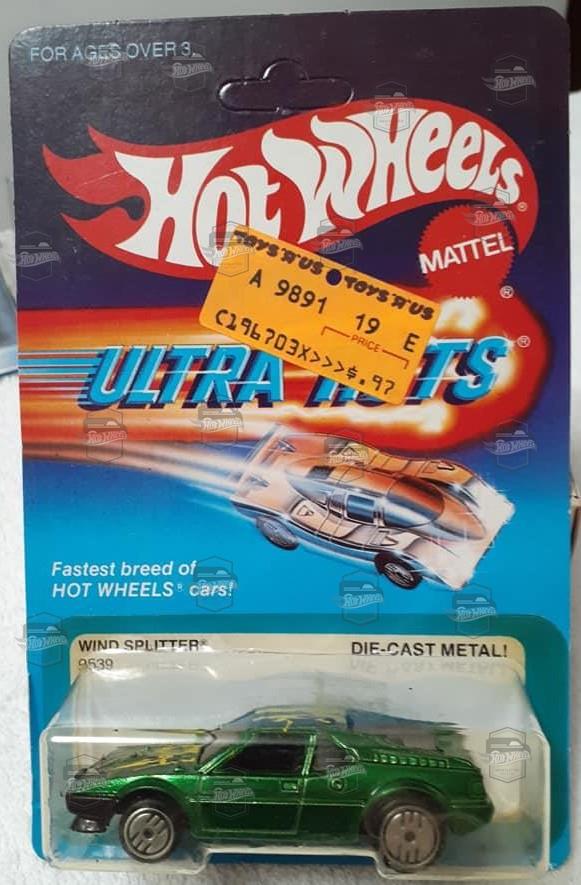 FOR AGES OVER 3.
HOT WHEELS ®
MATTEL ®
TOYS"R"US TOYS"R"US
A 9891 19 E
PRICE
C196703X>>>$.97
ULTRA HOTS ®
Fastest breed of
HOT WHEELS® cars!
WIND SPLITTER® DIE-CAST METAL!
9539